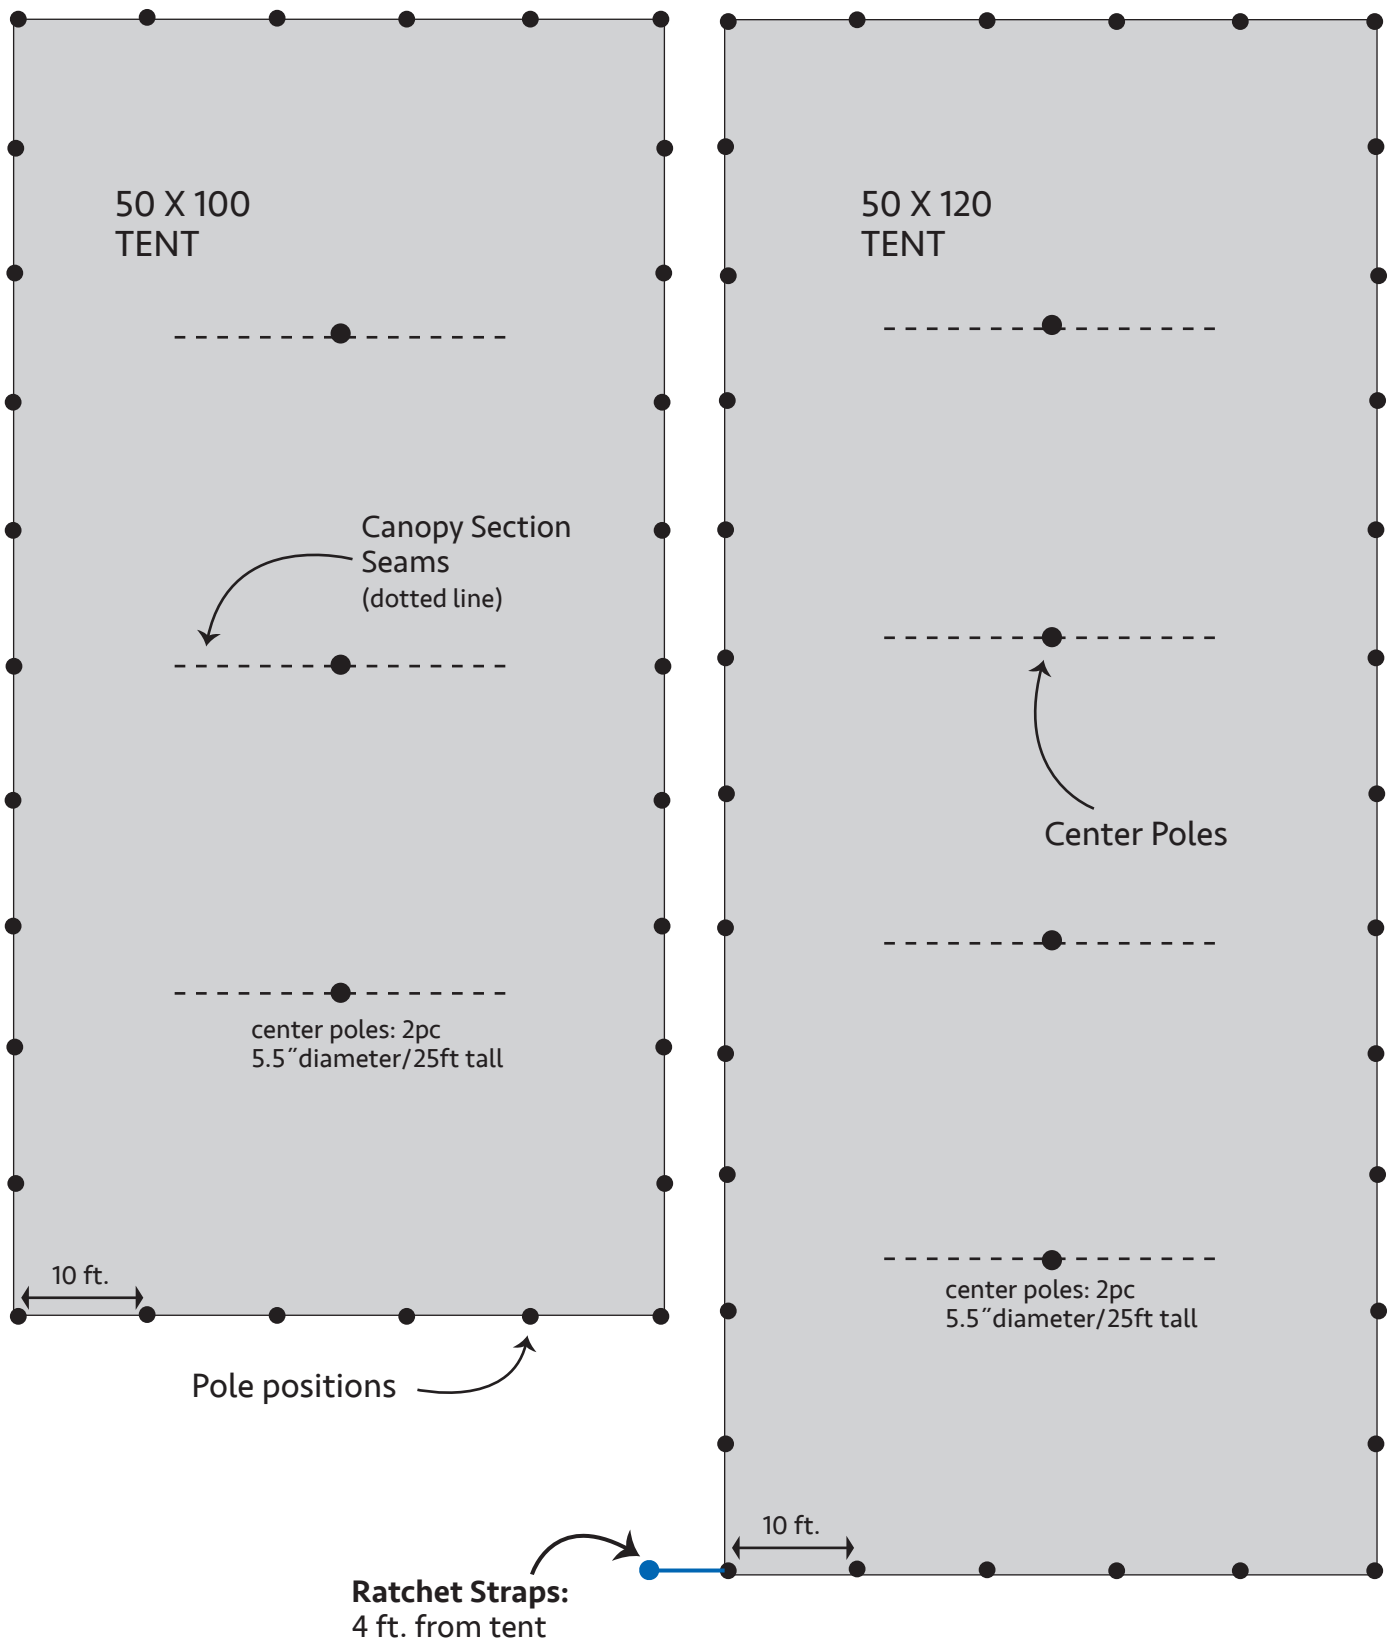 50 X 100
TENT
Canopy Section
Seams
(dotted line)
center poles: 2pc
5.5˝diameter/25ft tall
10 ft.
Pole positions
50 X 120
TENT
Center Poles
center poles: 2pc
5.5˝diameter/25ft tall
10 ft.
Ratchet Straps:
4 ft. from tent